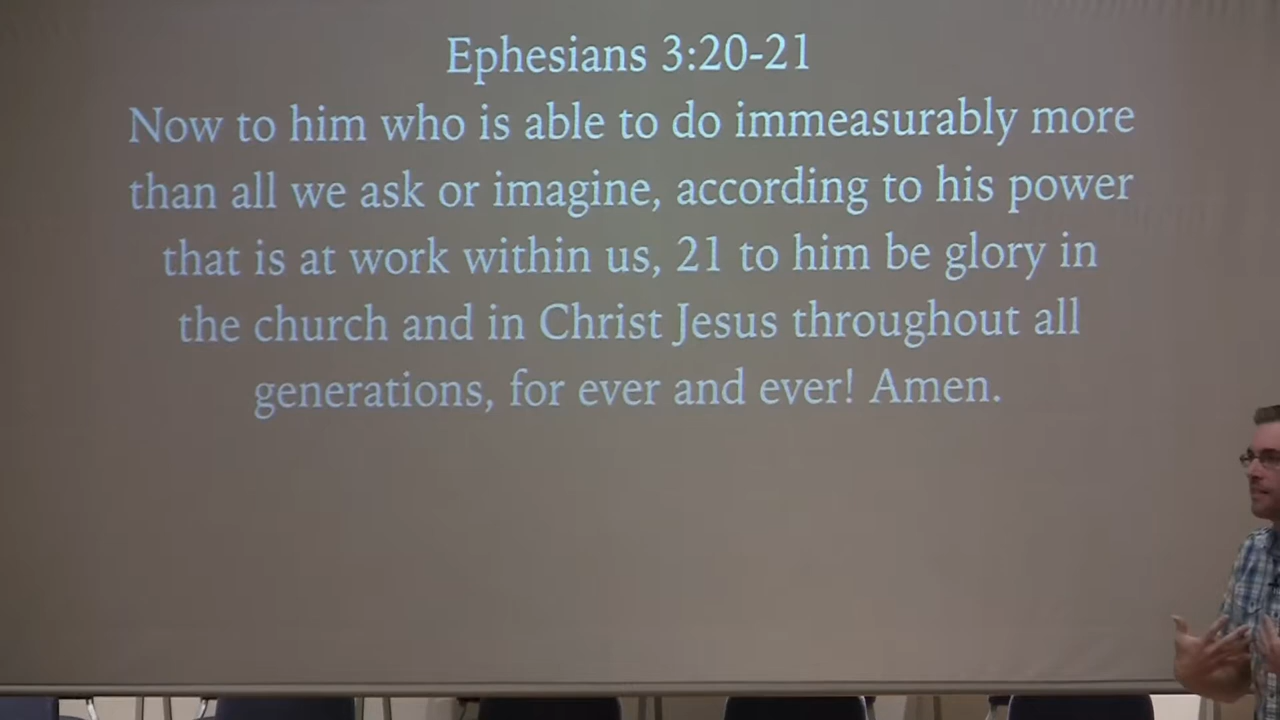 Ephesians 3:20-21
Now to him who is able to do immeasurably more
than all we ask or imagine, according to his power
that is at work within us, 21 to him be glory in
the church and in Christ Jesus throughout all
generations, for ever and ever! Amen.